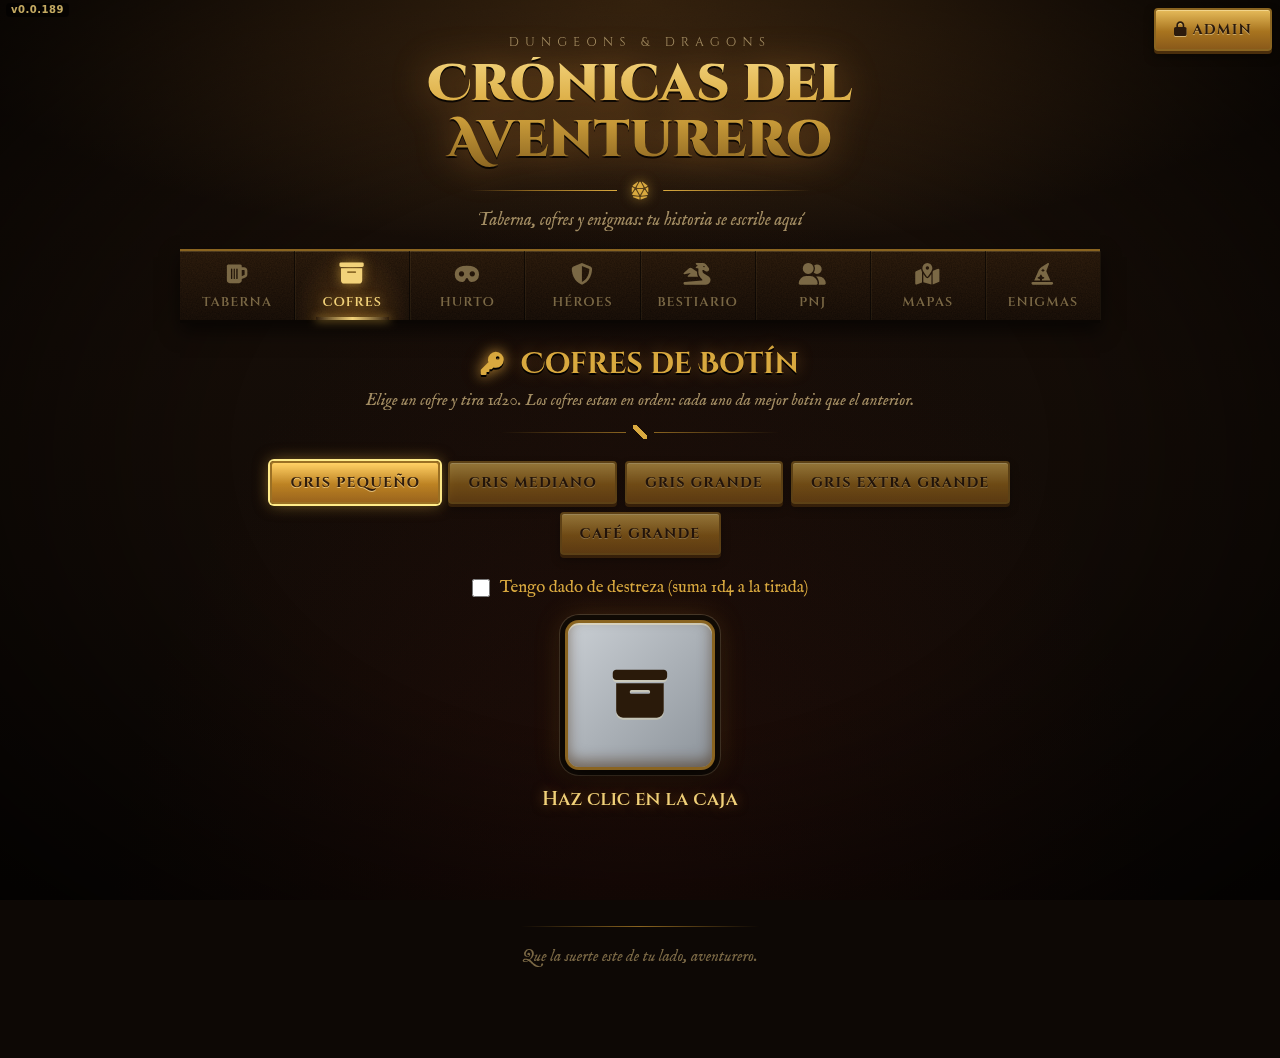 v0.0.189
ADMIN
DUNGEONS & DRAGONS
CRÓNICAS DEL
AVENTURERO
Taberna, cofres y enigmas: tu historia se escribe aquí
TABERNA
COFRES
HURTO
HÉROES
BESTIARIO
PNJ
MAPAS
ENIGMAS
COFRES DE BOTÍN
Elige un cofre y tira 1d20. Los cofres estan en orden: cada uno da mejor botin que el anterior.
GRIS PEQUEÑO
GRIS MEDIANO
GRIS GRANDE
GRIS EXTRA GRANDE
CAFÉ GRANDE
Tengo dado de destreza (suma 1d4 a la tirada)
HAZ CLIC EN LA CAJA
Que la suerte este de tu lado, aventurero.